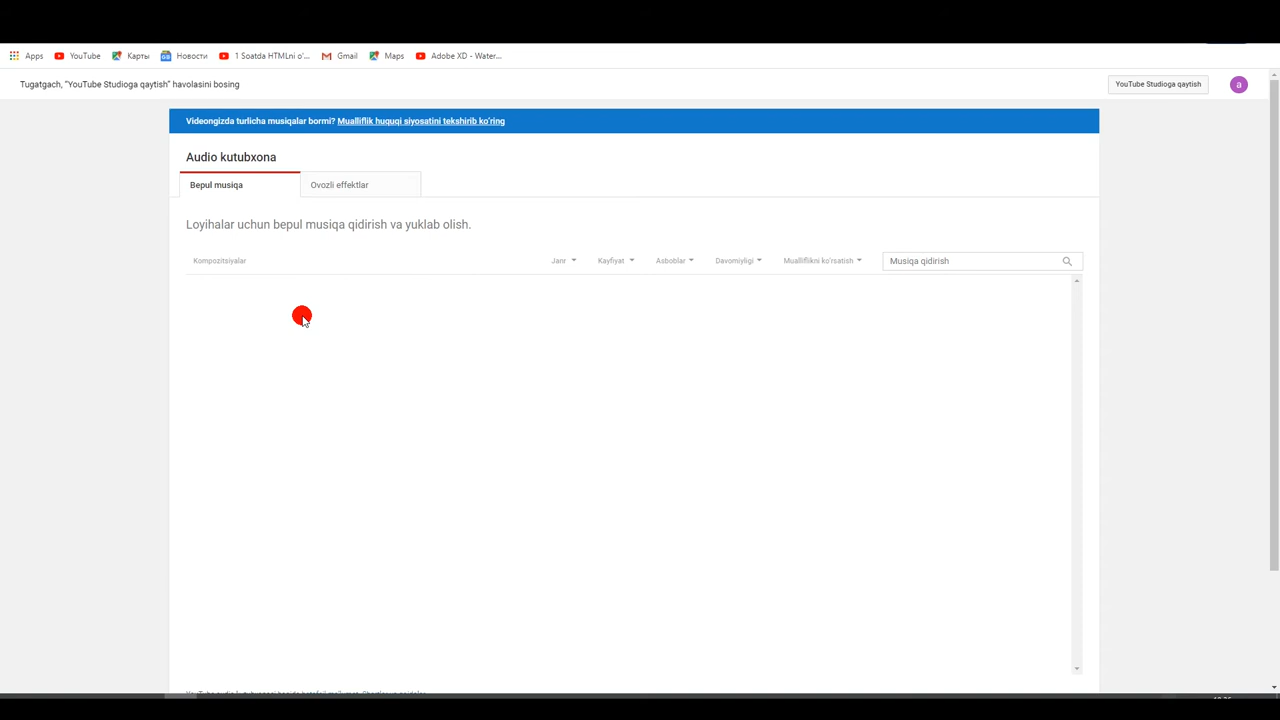 Apps YouTube Карты Новости 1 Soatda HTMLni o'... Gmail Maps Adobe XD - Water...
Tugatgach, "YouTube Studioga qaytish" havolasini bosing YouTube Studioga qaytish a
Videongizda turlicha musiqalar bormi? Mualliflik huquqi siyosatini tekshirib ko'ring
Audio kutubxona
Bepul musiqa Ovozli effektlar
Loyihalar uchun bepul musiqa qidirish va yuklab olish.
Kompozitsiyalar Janr Kayfiyat Asboblar Davomiyligi Muallifikni ko'rsatish Musiqa qidirish